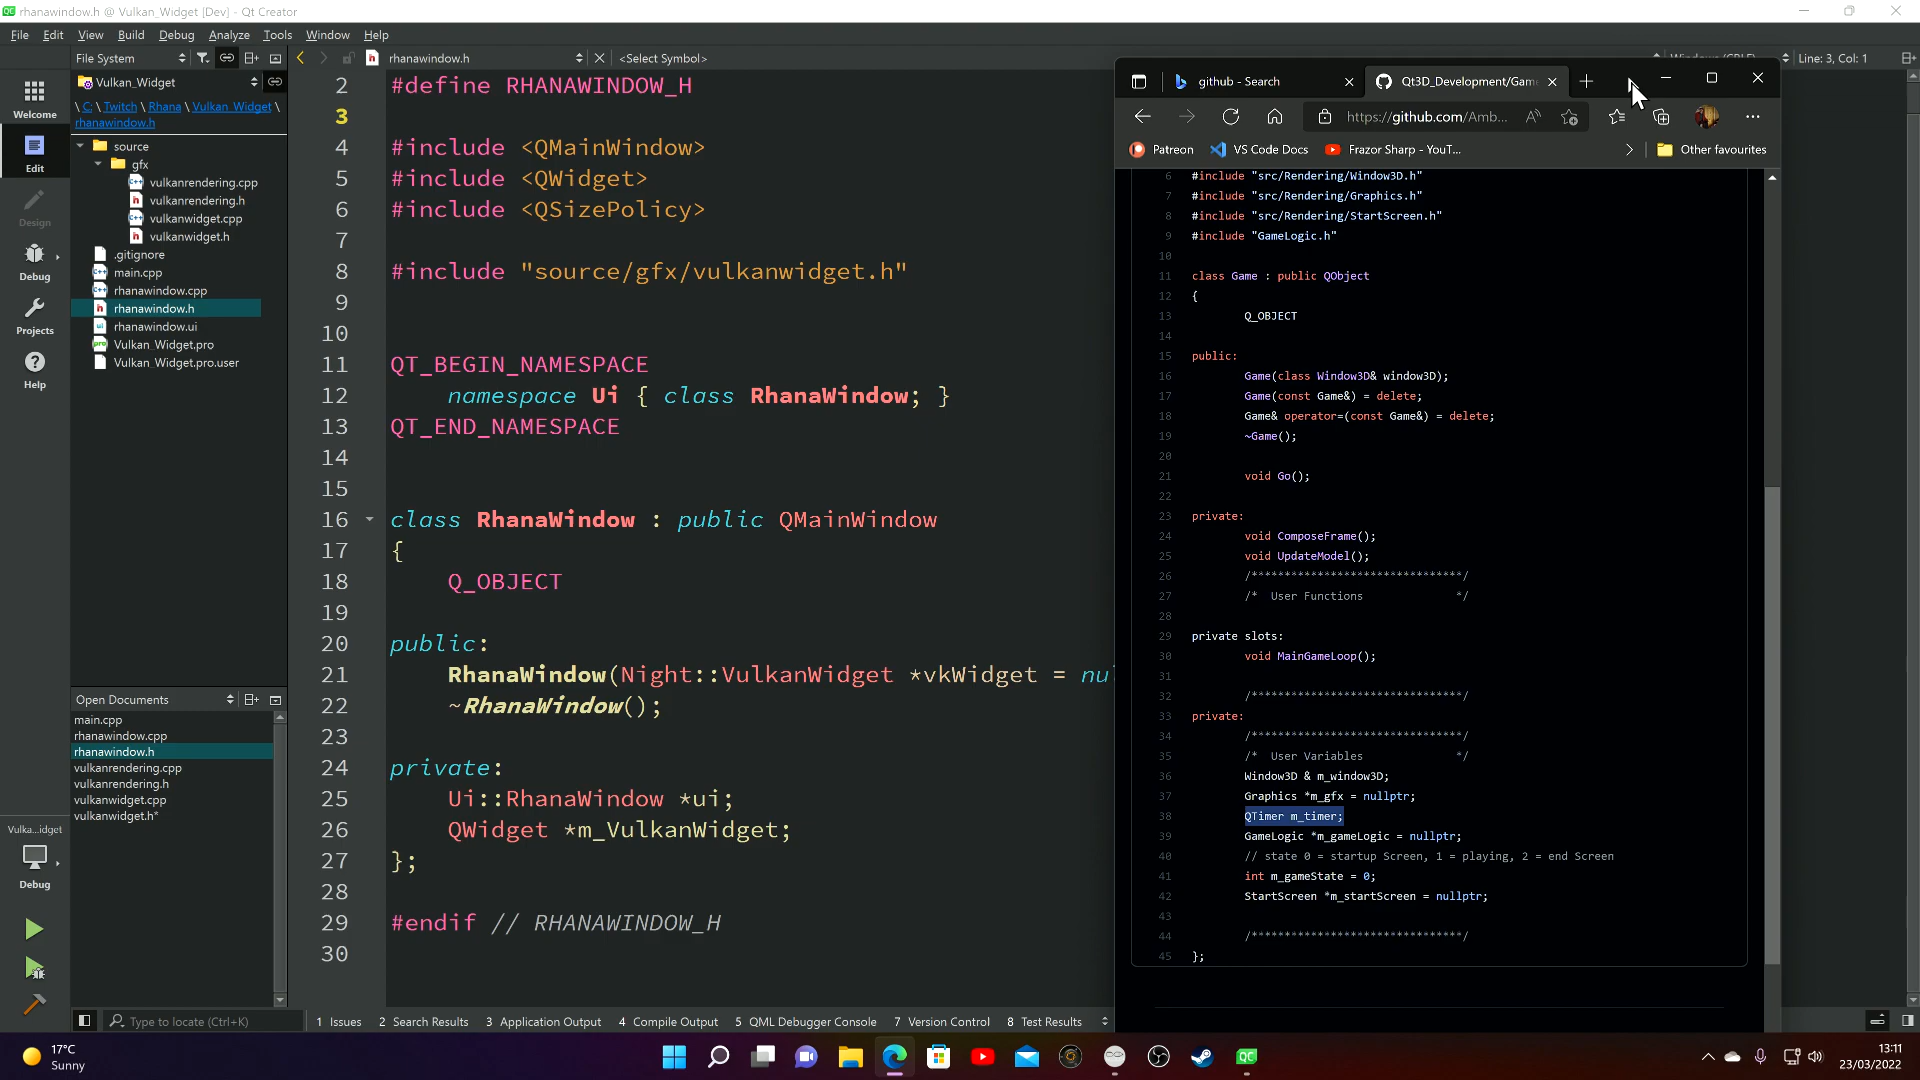 rhanawindow.h @ Vulkan_Widget [Dev] - Qt Creator
File Edit View Build Debug Analyze Tools Window Help
File System
rhanawindow.h
<Select Symbol>
Line: 3, Col: 1
Welcome
Edit
Design
Debug
Projects
Help
Vulkan_Widget
\ C: \ Twitch \ Rhana \ Vulkan_Widget \
rhanawindow.h
source
gfx
vulkanrendering.cpp
vulkanrendering.h
vulkanwidget.cpp
vulkanwidget.h
.gitignore
main.cpp
rhanawindow.cpp
rhanawindow.h
rhanawindow.ui
Vulkan_Widget.pro
Vulkan_Widget.pro.user
Open Documents
main.cpp
rhanawindow.cpp
rhanawindow.h
vulkanrendering.cpp
vulkanrendering.h
vulkanwidget.cpp
vulkanwidget.h*
Vulka...idget
Debug
2 #define RHANAWINDOW_H
3
4 #include <QMainWindow>
5 #include <QWidget>
6 #include <QSizePolicy>
7
8 #include "source/gfx/vulkanwidget.h"
9
10
11 QT_BEGIN_NAMESPACE
12 namespace Ui { class RhanaWindow; }
13 QT_END_NAMESPACE
14
15
16 class RhanaWindow : public QMainWindow
17 {
18 Q_OBJECT
19
20 public:
21 RhanaWindow(Night::VulkanWidget *vkWidget = nu
22 ~RhanaWindow();
23
24 private:
25 Ui::RhanaWindow *ui;
26 QWidget *m_VulkanWidget;
27 };
28
29 #endif // RHANAWINDOW_H
30
github - Search
Qt3D_Development/Game
https://github.com/Amb...
Patreon VS Code Docs Frazor Sharp - YouT... Other favourites
6 #include "src/Rendering/Window3D.h"
7 #include "src/Rendering/Graphics.h"
8 #include "src/Rendering/StartScreen.h"
9 #include "GameLogic.h"
10
11 class Game : public QObject
12 {
13 Q_OBJECT
14
15 public:
16 Game(class Window3D& window3D);
17 Game(const Game&) = delete;
18 Game& operator=(const Game&) = delete;
19 ~Game();
20
21 void Go();
22
23 private:
24 void ComposeFrame();
25 void UpdateModel();
26 /********************************/
27 /* User Functions */
28
29 private slots:
30 void MainGameLoop();
31
32 /********************************/
33 private:
34 /********************************/
35 /* User Variables */
36 Window3D & m_window3D;
37 Graphics *m_gfx = nullptr;
38 QTimer m_timer;
39 GameLogic *m_gameLogic = nullptr;
40 // state 0 = startup Screen, 1 = playing, 2 = end Screen
41 int m_gameState = 0;
42 StartScreen *m_startScreen = nullptr;
43
44 /********************************/
45 };
Type to locate (Ctrl+K)
1 Issues 2 Search Results 3 Application Output 4 Compile Output 5 QML Debugger Console 7 Version Control 8 Test Results
17°C
Sunny
13:11
23/03/2022